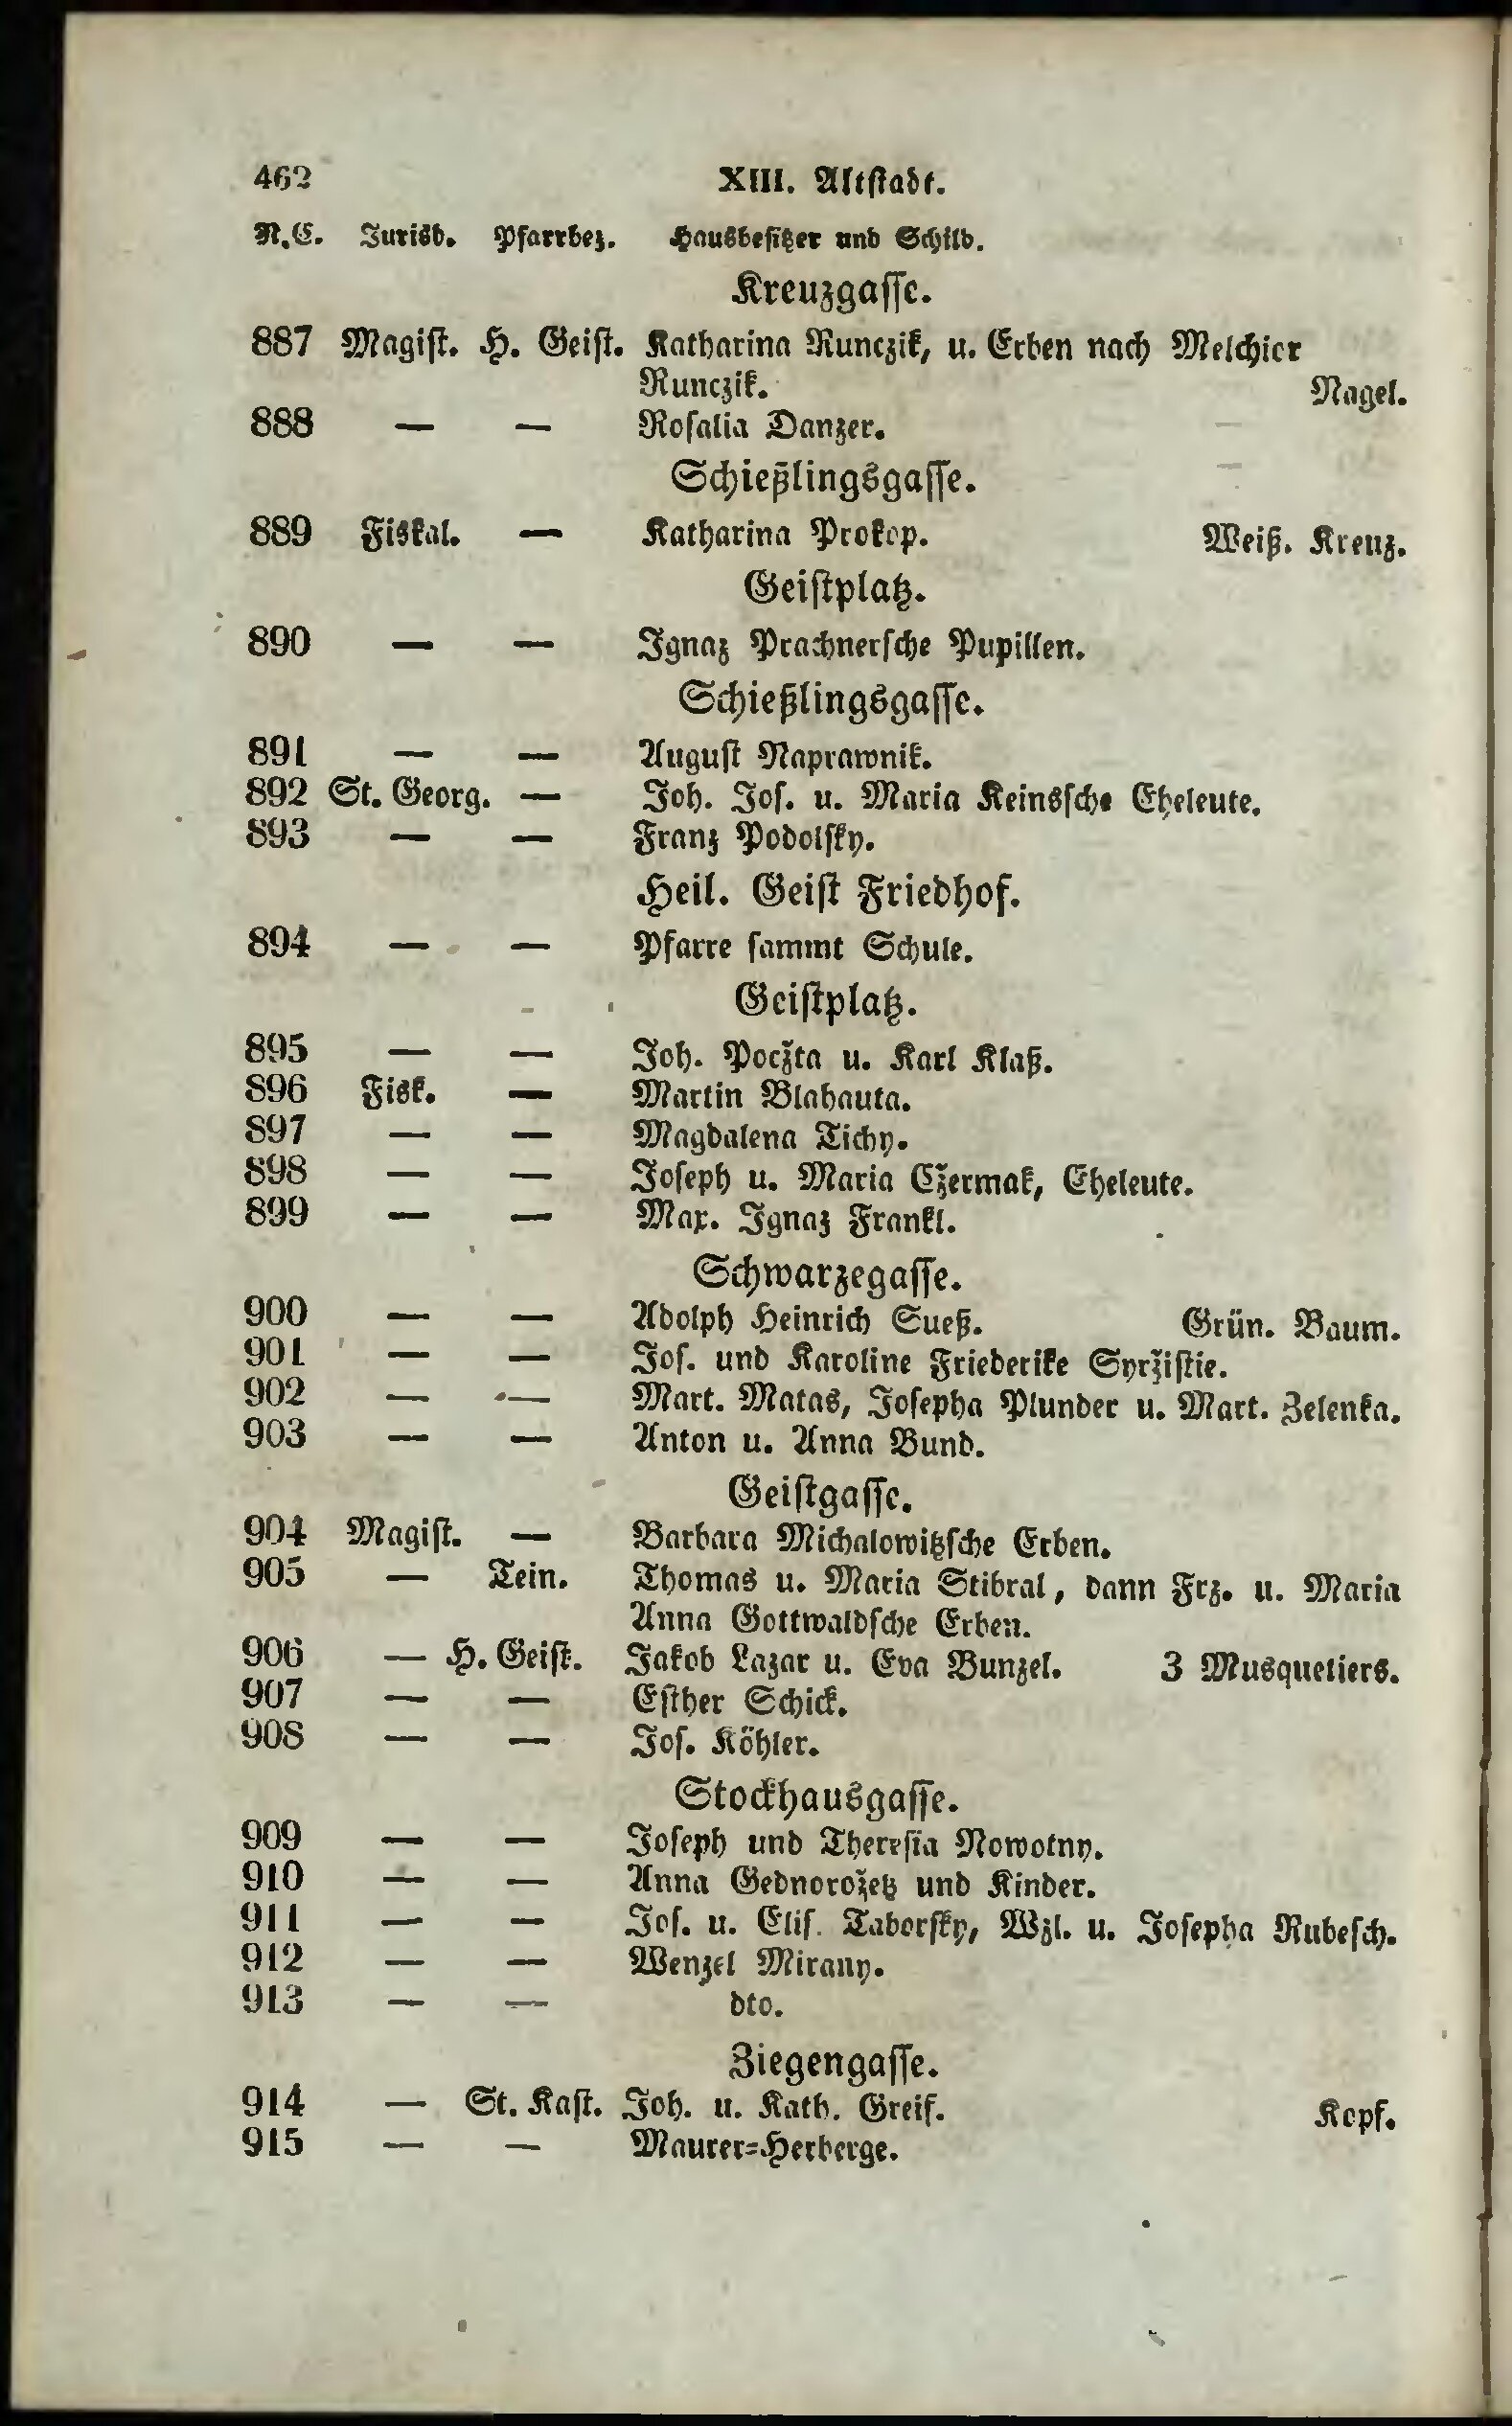 462 XIII. Altstadt.
N.C. Jurisd. Pfarrbez. Hausbesitzer und Schild.
Kreuzgasse.
887 Magist. H. Geist. Katharina Runczik, u. Erben nach Melchior
Runczik. Nagel.
888 — — Rosalia Danzer.
Schießlingsgasse.
889 Fiskal. — Katharina Prokop. Weiß. Kreuz.
Geistplatz.
890 — — Ignaz Prachnersche Pupillen.
Schießlingsgasse.
891 — — August Naprawnik.
892 St. Georg. — Joh. Jos. u. Maria Keinssche Eheleute.
893 — — Franz Podolsky.
Heil. Geist Friedhof.
894 — — Pfarre sammt Schule.
Geistplatz.
895 — — Joh. Poczta u. Karl Klaß.
896 Fisk. — Martin Blahauta.
897 — — Magdalena Tichy.
898 — — Joseph u. Maria Czermak, Eheleute.
899 — — Max. Ignaz Frankl.
Schwarzegasse.
900 — — Adolph Heinrich Sueß. Grün. Baum.
901 — — Jos. und Karoline Friederike Syržistie.
902 — — Mart. Matas, Josepha Plunder u. Mart. Zelenka.
903 — — Anton u. Anna Bund.
Geistgasse.
904 Magist. — Barbara Michalowitzsche Erben.
905 — Tein. Thomas u. Maria Stibral, dann Frz. u. Maria
Anna Gottwaldsche Erben.
906 — H. Geist. Jakob Lazar u. Eva Bunzel. 3 Musquetiers.
907 — — Esther Schick.
908 — — Jos. Köhler.
Stockhausgasse.
909 — — Joseph und Theresia Nowotny.
910 — — Anna Gednorožetz und Kinder.
911 — — Jos. u. Elis. Taborsky, Wzl. u. Josepha Rubesch.
912 — — Wenzel Mirauy.
913 — — dto.
Ziegengasse.
914 — St. Kast. Joh. u. Kath. Greif. Kopf.
915 — — Maurer=Herberge.